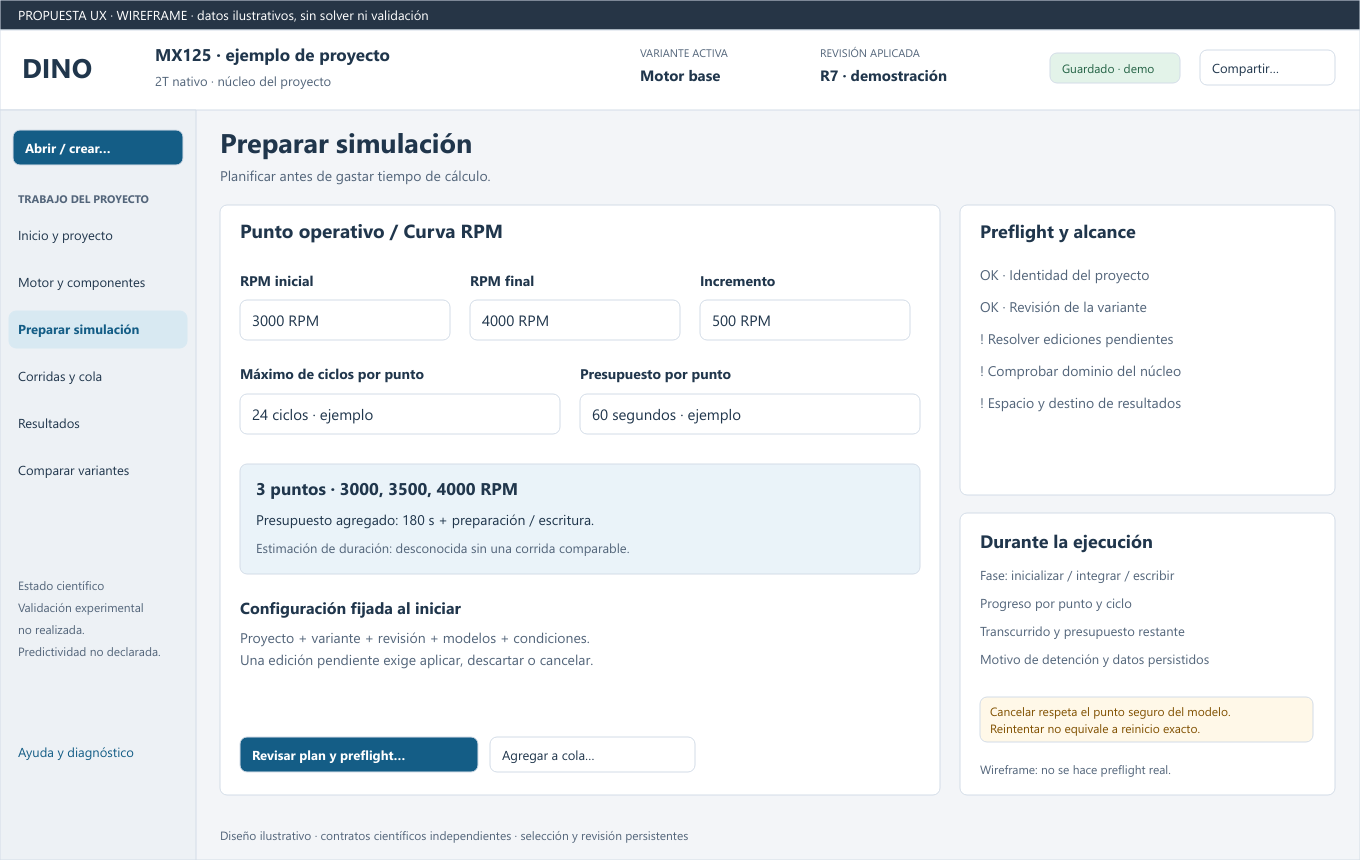 PROPUESTA UX · WIREFRAME · datos ilustrativos, sin solver ni validación
DINO
MX125 · ejemplo de proyecto
2T nativo · núcleo del proyecto
VARIANTE ACTIVA
Motor base
REVISIÓN APLICADA
R7 · demostración
Guardado · demo
Compartir...
Abrir / crear...
TRABAJO DEL PROYECTO
Inicio y proyecto
Motor y componentes
Preparar simulación
Corridas y cola
Resultados
Comparar variantes
Estado científico
Validación experimental
no realizada.
Predictividad no declarada.
Ayuda y diagnóstico
Preparar simulación
Planificar antes de gastar tiempo de cálculo.
Punto operativo / Curva RPM
RPM inicial
RPM final
Incremento
3000 RPM
4000 RPM
500 RPM
Máximo de ciclos por punto
Presupuesto por punto
24 ciclos · ejemplo
60 segundos · ejemplo
3 puntos · 3000, 3500, 4000 RPM
Presupuesto agregado: 180 s + preparación / escritura.
Estimación de duración: desconocida sin una corrida comparable.
Configuración fijada al iniciar
Proyecto + variante + revisión + modelos + condiciones.
Una edición pendiente exige aplicar, descartar o cancelar.
Revisar plan y preflight...
Agregar a cola...
Preflight y alcance
OK · Identidad del proyecto
OK · Revisión de la variante
! Resolver ediciones pendientes
! Comprobar dominio del núcleo
! Espacio y destino de resultados
Durante la ejecución
Fase: inicializar / integrar / escribir
Progreso por punto y ciclo
Transcurrido y presupuesto restante
Motivo de detención y datos persistidos
Cancelar respeta el punto seguro del modelo.
Reintentar no equivale a reinicio exacto.
Wireframe: no se hace preflight real.
Diseño ilustrativo · contratos científicos independientes · selección y revisión persistentes